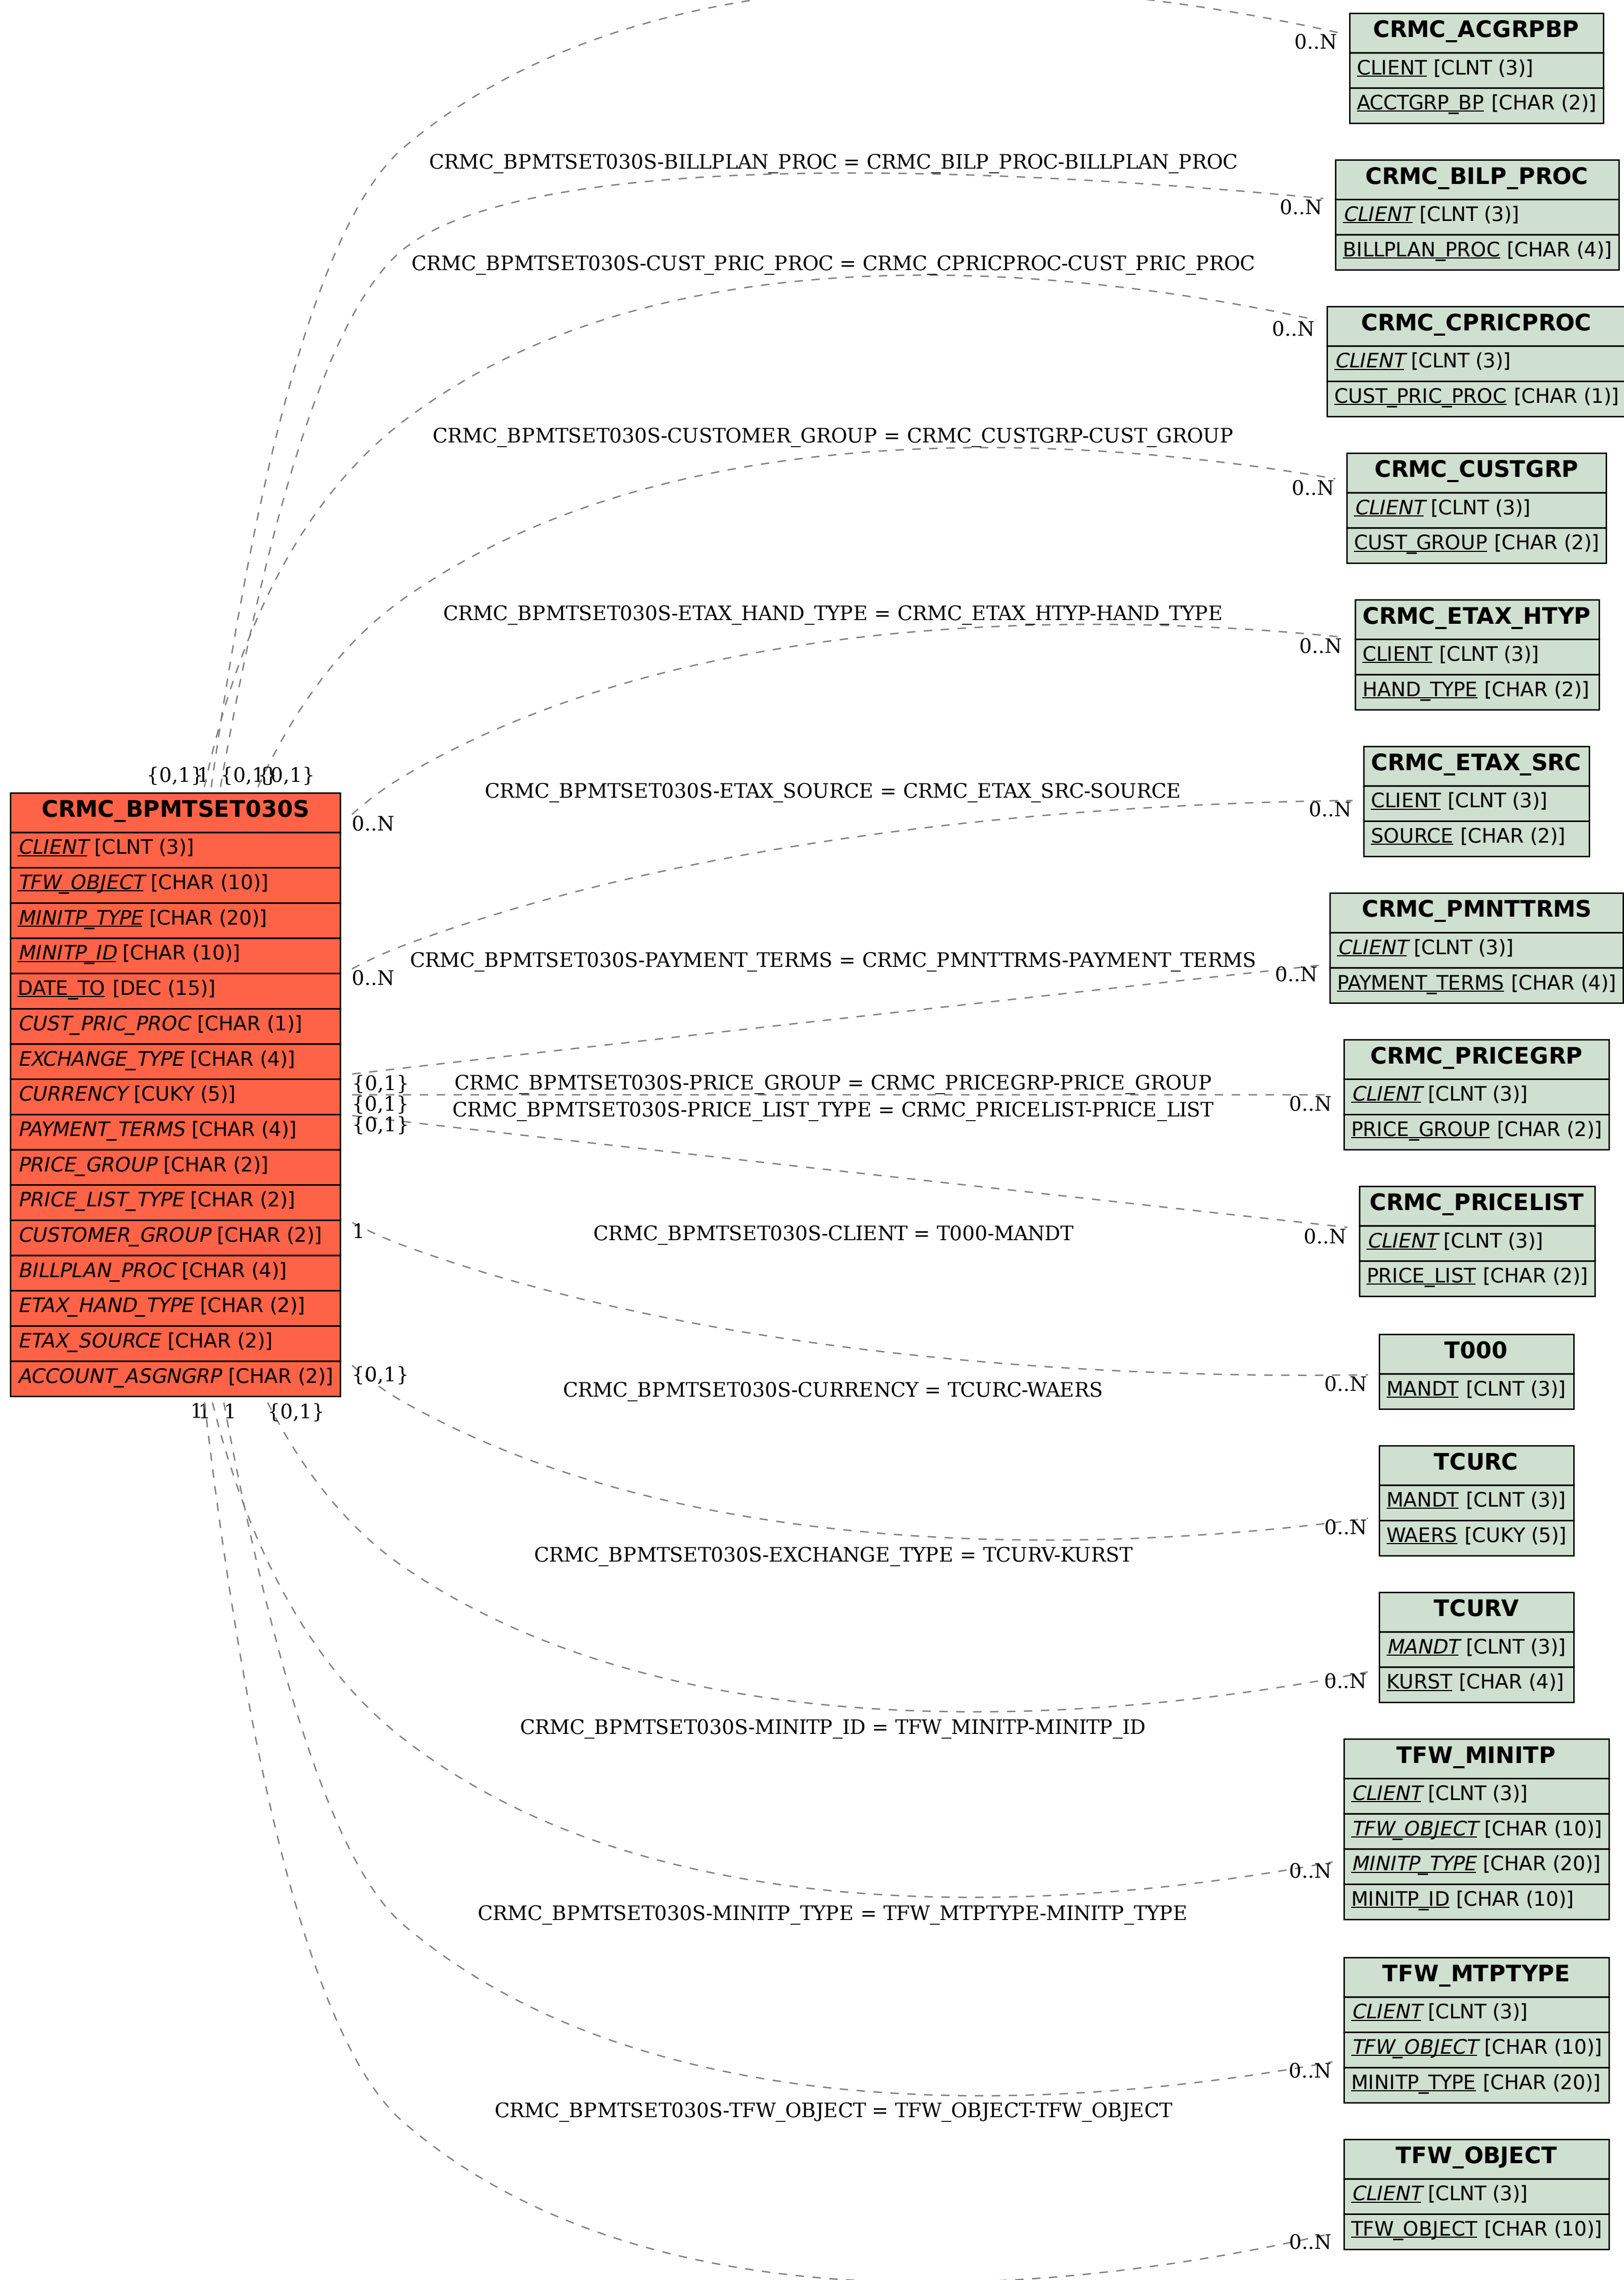 CRMC_ACGRPBP
0..N
CLIENT [CLNT (3)]
ACCTGRP_BP [CHAR (2)]
CRMC_BPMTSET030S-BILLPLAN_PROC = CRMC_BILP_PROC-BILLPLAN_PROC
CRMC_BILP_PROC
0..N
CLIENT [CLNT (3)]
BILLPLAN_PROC [CHAR (4)]
CRMC_BPMTSET030S-CUST_PRIC_PROC = CRMC_CPRICPROC-CUST_PRIC_PROC
CRMC_CPRICPROC
0..N
CLIENT [CLNT (3)]
CUST_PRIC_PROC [CHAR (1)]
CRMC_BPMTSET030S-CUSTOMER_GROUP = CRMC_CUSTGRP-CUST_GROUP
CRMC_CUSTGRP
0..N
CLIENT [CLNT (3)]
CUST_GROUP [CHAR (2)]
CRMC_BPMTSET030S-ETAX_HAND_TYPE = CRMC_ETAX_HTYP-HAND_TYPE
CRMC_ETAX_HTYP
0..N
CLIENT [CLNT (3)]
HAND_TYPE [CHAR (2)]
{0,1} 1 {0,1} {0,1}
CRMC_BPMTSET030S
CLIENT [CLNT (3)]
TFW_OBJECT [CHAR (10)]
MINITP_TYPE [CHAR (20)]
MINITP_ID [CHAR (10)]
DATE_TO [DEC (15)]
CUST_PRIC_PROC [CHAR (1)]
EXCHANGE_TYPE [CHAR (4)]
CURRENCY [CUKY (5)]
PAYMENT_TERMS [CHAR (4)]
PRICE_GROUP [CHAR (2)]
PRICE_LIST_TYPE [CHAR (2)]
CUSTOMER_GROUP [CHAR (2)]
BILLPLAN_PROC [CHAR (4)]
ETAX_HAND_TYPE [CHAR (2)]
ETAX_SOURCE [CHAR (2)]
ACCOUNT_ASGNGRP [CHAR (2)]
1 1 1 {0,1}
0..N
CRMC_BPMTSET030S-ETAX_SOURCE = CRMC_ETAX_SRC-SOURCE
CRMC_ETAX_SRC
0..N
CLIENT [CLNT (3)]
SOURCE [CHAR (2)]
0..N
CRMC_BPMTSET030S-PAYMENT_TERMS = CRMC_PMNTTRMS-PAYMENT_TERMS
CRMC_PMNTTRMS
0..N
CLIENT [CLNT (3)]
PAYMENT_TERMS [CHAR (4)]
{0,1}
CRMC_BPMTSET030S-PRICE_GROUP = CRMC_PRICEGRP-PRICE_GROUP
{0,1}
CRMC_BPMTSET030S-PRICE_LIST_TYPE = CRMC_PRICELIST-PRICE_LIST
{0,1}
CRMC_PRICEGRP
0..N
CLIENT [CLNT (3)]
PRICE_GROUP [CHAR (2)]
CRMC_PRICELIST
0..N
CLIENT [CLNT (3)]
PRICE_LIST [CHAR (2)]
1
CRMC_BPMTSET030S-CLIENT = T000-MANDT
T000
0..N
MANDT [CLNT (3)]
{0,1}
CRMC_BPMTSET030S-CURRENCY = TCURC-WAERS
TCURC
0..N
MANDT [CLNT (3)]
WAERS [CUKY (5)]
CRMC_BPMTSET030S-EXCHANGE_TYPE = TCURV-KURST
TCURV
0..N
MANDT [CLNT (3)]
KURST [CHAR (4)]
CRMC_BPMTSET030S-MINITP_ID = TFW_MINITP-MINITP_ID
TFW_MINITP
0..N
CLIENT [CLNT (3)]
TFW_OBJECT [CHAR (10)]
MINITP_TYPE [CHAR (20)]
MINITP_ID [CHAR (10)]
CRMC_BPMTSET030S-MINITP_TYPE = TFW_MTPTYPE-MINITP_TYPE
TFW_MTPTYPE
0..N
CLIENT [CLNT (3)]
TFW_OBJECT [CHAR (10)]
MINITP_TYPE [CHAR (20)]
CRMC_BPMTSET030S-TFW_OBJECT = TFW_OBJECT-TFW_OBJECT
TFW_OBJECT
0..N
CLIENT [CLNT (3)]
TFW_OBJECT [CHAR (10)]